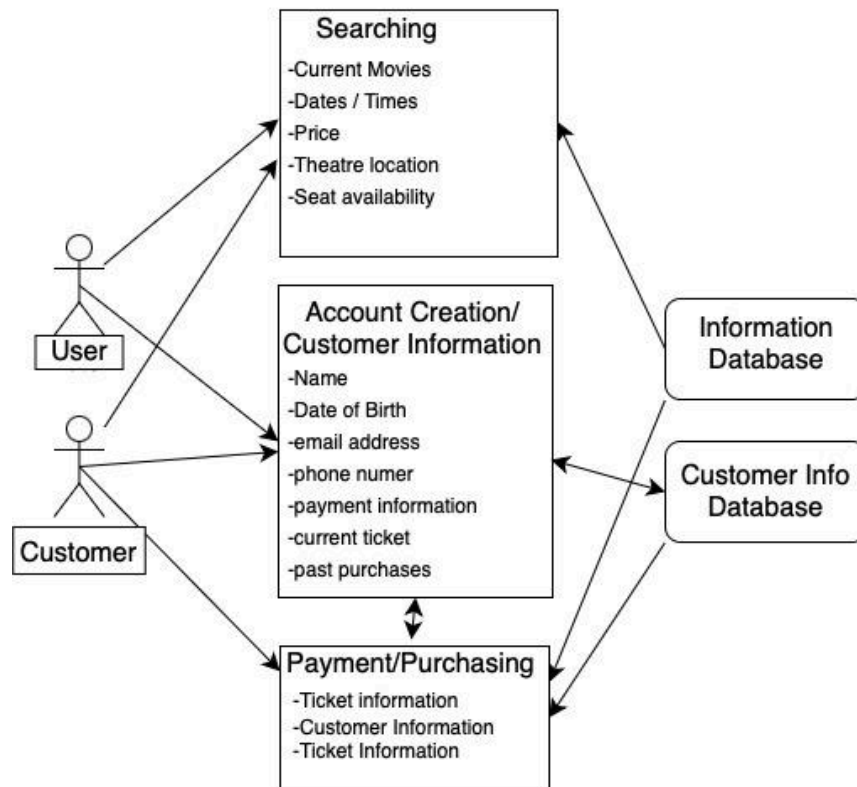 Searching
-Current Movies
-Dates / Times
-Price
-Theatre location
-Seat availability
User
Account Creation/
Customer Information
-Name
-Date of Birth
-email address
-phone numer
-payment information
-current ticket
-past purchases
Customer
Information
Database
Customer Info
Database
Payment/Purchasing
-Ticket information
-Customer Information
-Ticket Information